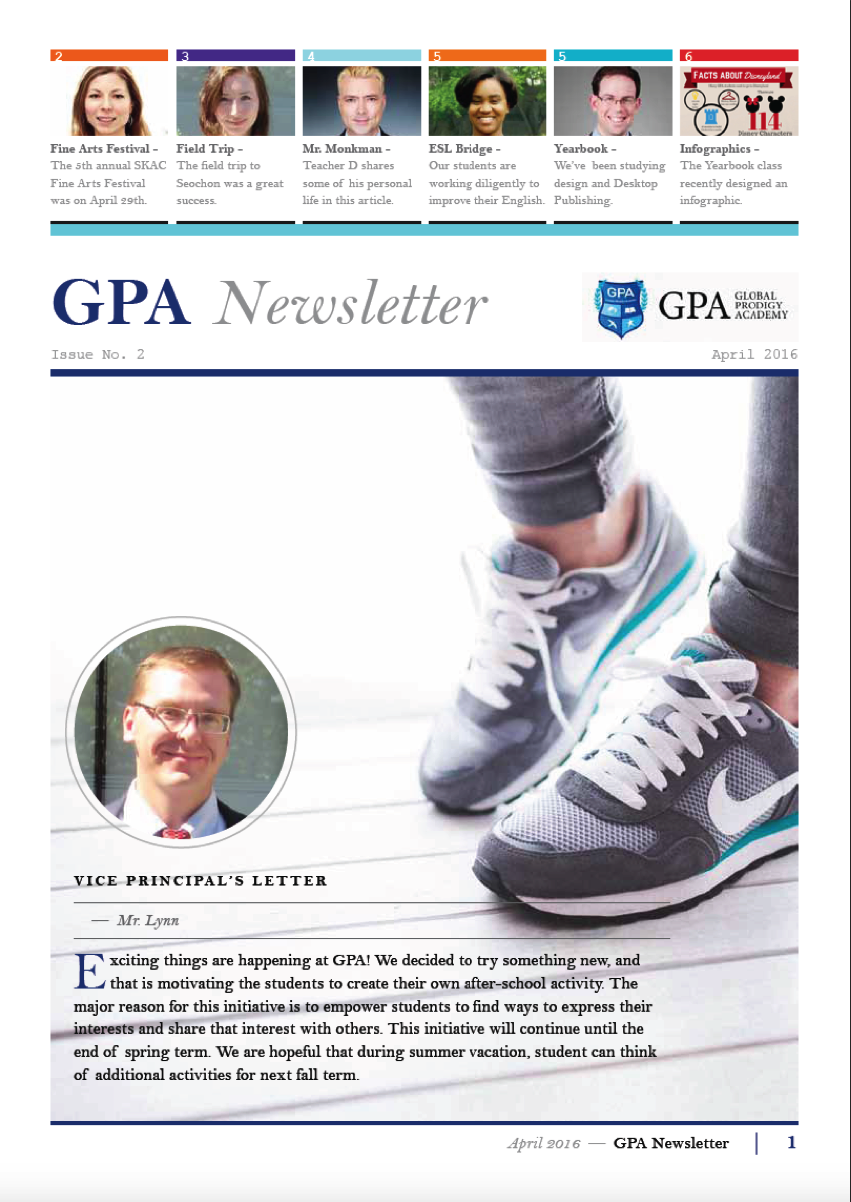 2
Fine Arts Festival –
The 5th annual SKAC
Fine Arts Festival
was on April 29th.
3
Field Trip –
The field trip to
Seochon was a great
success.
4
Mr. Monkman –
Teacher D shares
some of his personal
life in this article.
5
ESL Bridge –
Our students are
working diligently to
improve their English.
5
Yearbook –
We've been studying
design and Desktop
Publishing.
6
FACTS ABOUT Disneyland
114
Disney Characters
Infographics –
The Yearbook class
recently designed an
infographic.
GPA Newsletter
GPA
GPA
GLOBAL
PRODIGY
ACADEMY
Issue No. 2
April 2016
VICE PRINCIPAL'S LETTER
— Mr. Lynn
Exciting things are happening at GPA! We decided to try something new, and
that is motivating the students to create their own after-school activity. The
major reason for this initiative is to empower students to find ways to express their
interests and share that interest with others. This initiative will continue until the
end of spring term. We are hopeful that during summer vacation, student can think
of additional activities for next fall term.
April 2016 — GPA Newsletter | 1